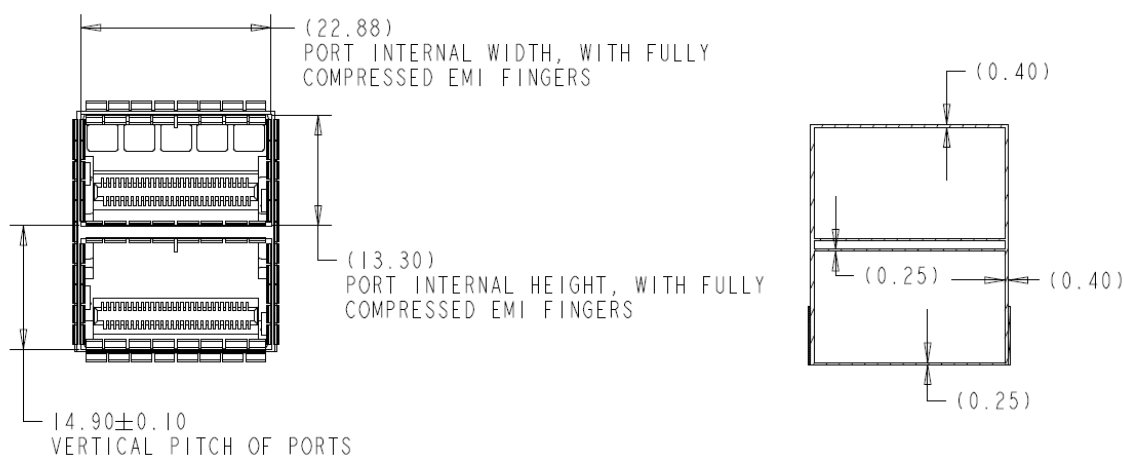 (22.88)
PORT INTERNAL WIDTH, WITH FULLY
COMPRESSED EMI FINGERS
(0.40)
(13.30)
PORT INTERNAL HEIGHT, WITH FULLY
COMPRESSED EMI FINGERS
(0.25)
(0.40)
(0.25)
14.90±0.10
VERTICAL PITCH OF PORTS